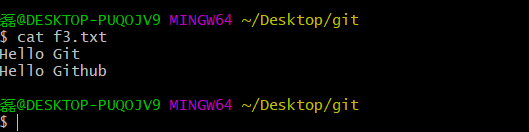 磊@DESKTOP-PUQOJV9 MINGW64 ~/Desktop/git
$ cat f3.txt
Hello Git
Hello Github
磊@DESKTOP-PUQOJV9 MINGW64 ~/Desktop/git
$